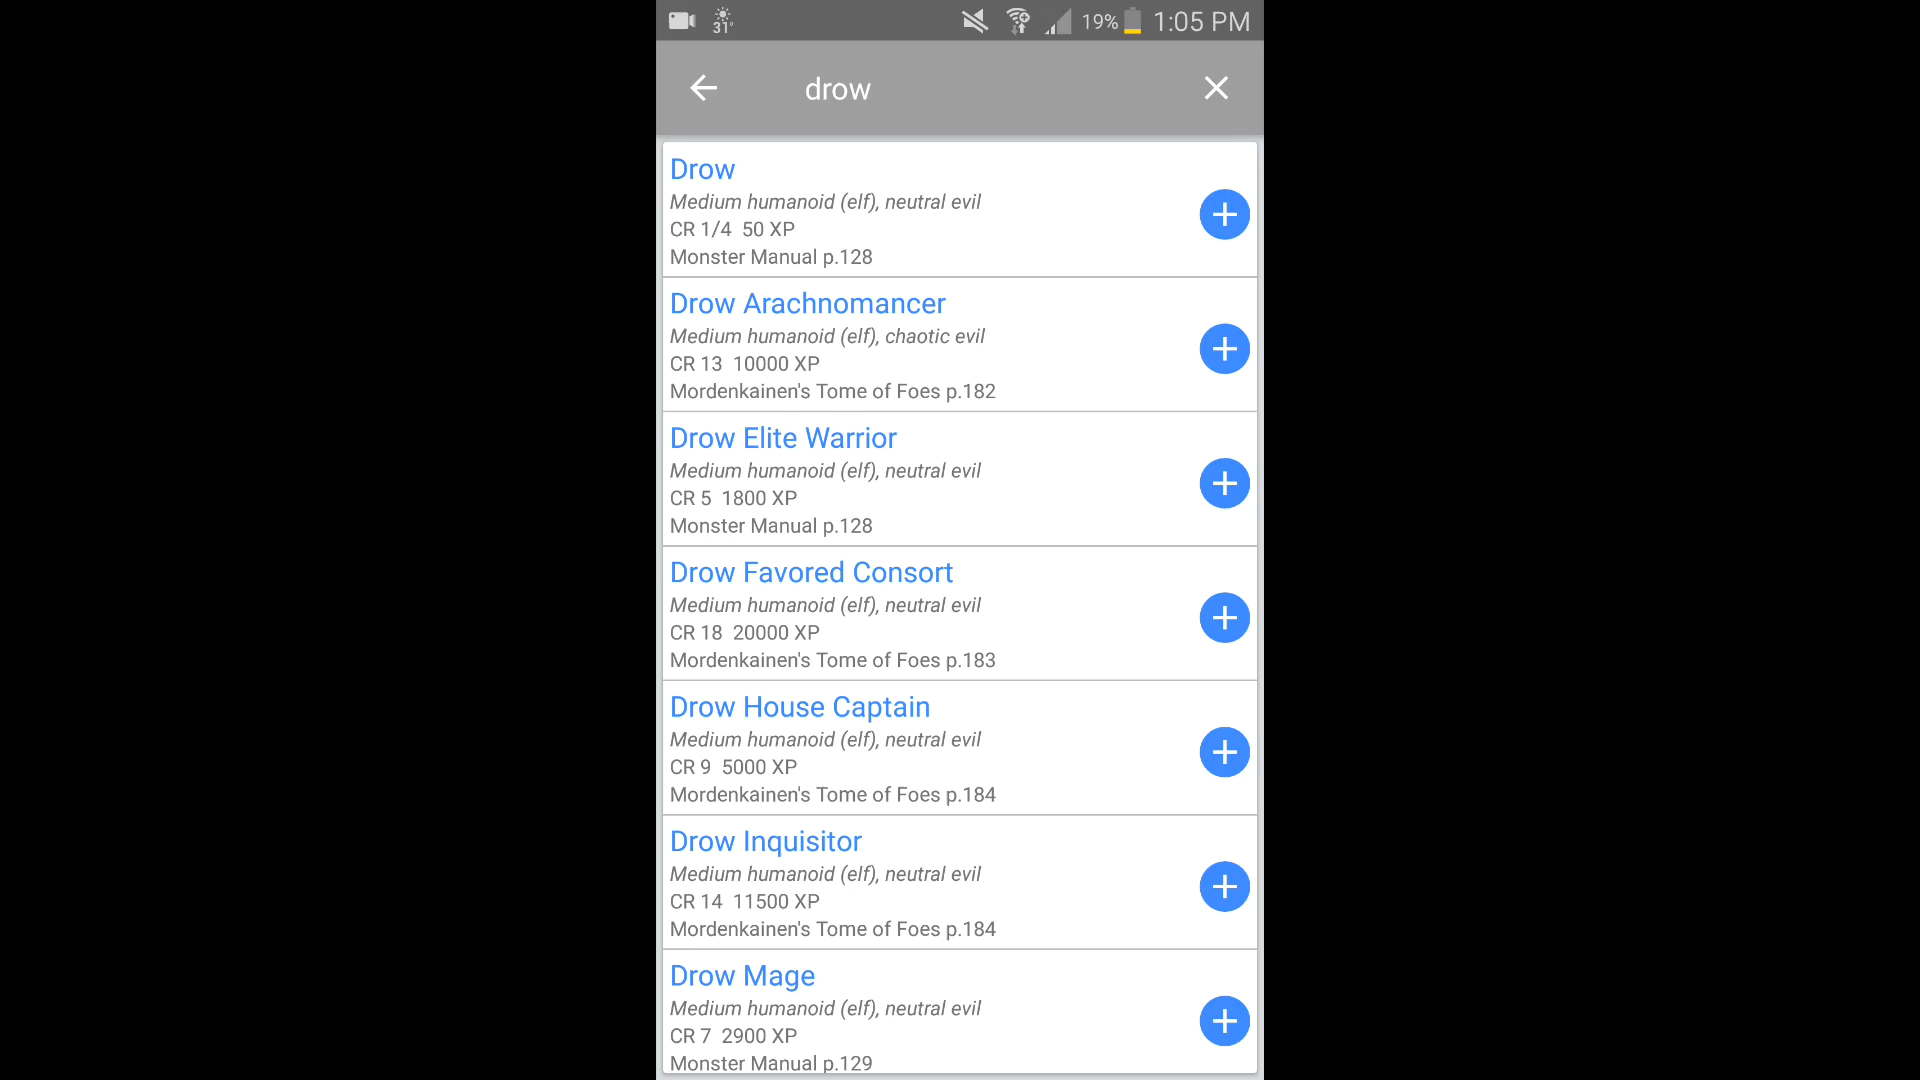 31° 19% 1:05 PM
drow
Drow
Medium humanoid (elf), neutral evil
CR 1/4 50 XP
Monster Manual p.128
Drow Arachnomancer
Medium humanoid (elf), chaotic evil
CR 13 10000 XP
Mordenkainen's Tome of Foes p.182
Drow Elite Warrior
Medium humanoid (elf), neutral evil
CR 5 1800 XP
Monster Manual p.128
Drow Favored Consort
Medium humanoid (elf), neutral evil
CR 18 20000 XP
Mordenkainen's Tome of Foes p.183
Drow House Captain
Medium humanoid (elf), neutral evil
CR 9 5000 XP
Mordenkainen's Tome of Foes p.184
Drow Inquisitor
Medium humanoid (elf), neutral evil
CR 14 11500 XP
Mordenkainen's Tome of Foes p.184
Drow Mage
Medium humanoid (elf), neutral evil
CR 7 2900 XP
Monster Manual p.129